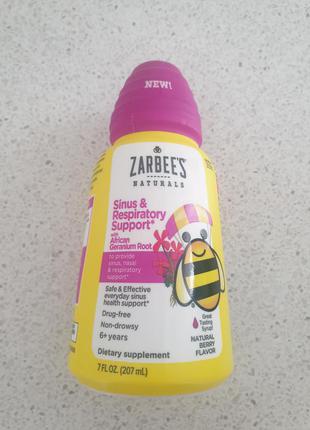 NEW!
ZARBEE'S
NATURALS
Sinus &
Respiratory
Support*
with
African
Geranium Root
to provide
sinus, nasal
& respiratory
support*
Safe & Effective
everyday sinus
health support*
Drug-free
Non-drowsy
6+ years
Great
Tasting
Syrup!
NATURAL
BERRY
FLAVOR
Dietary supplement
7 FL OZ. (207 mL)